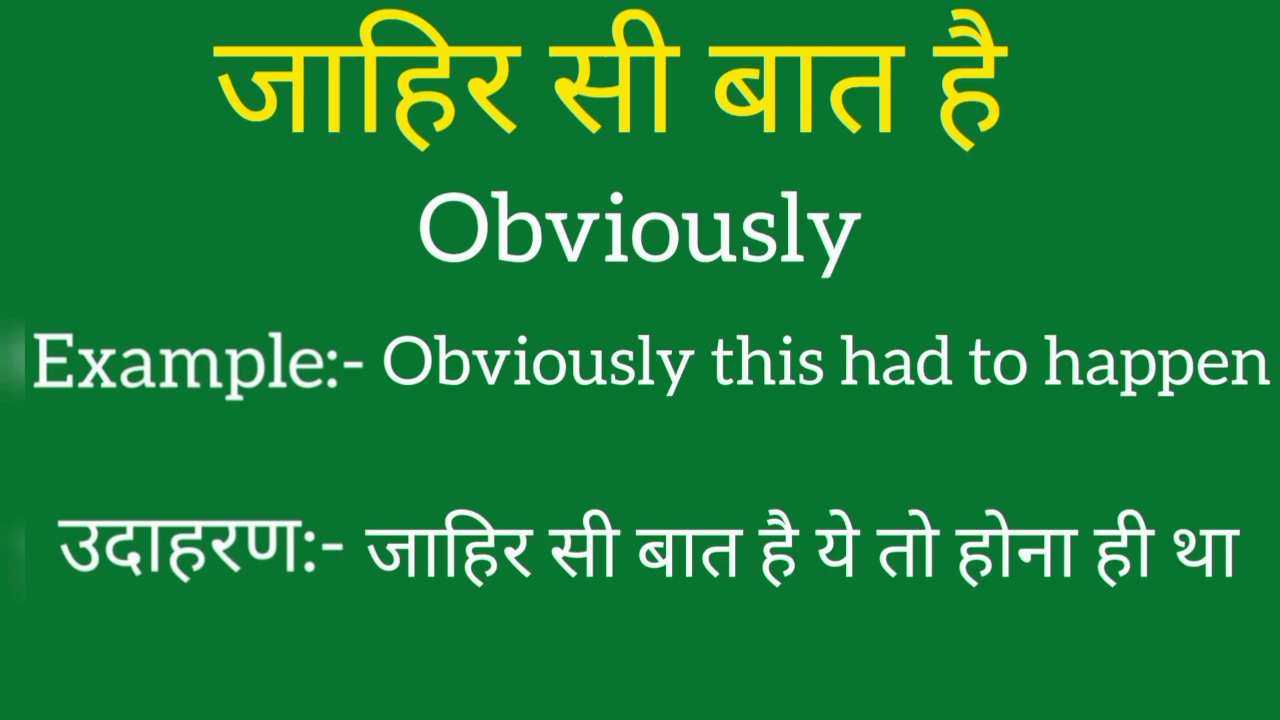 जाहिर सी बात है
Obviously
Example:- Obviously this had to happen
उदाहरण:- जाहिर सी बात है ये तो होना ही था